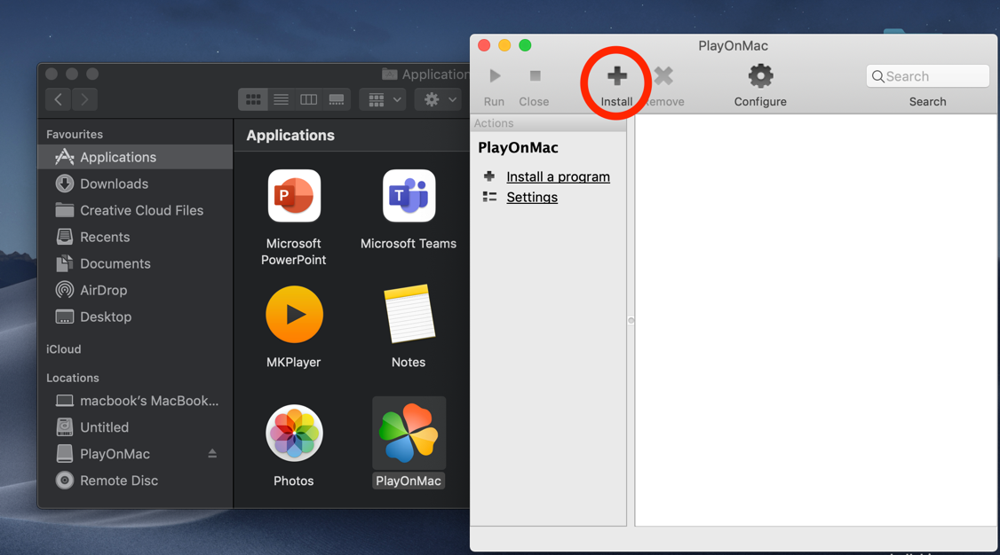 Applications
Favourites
Applications
Downloads
Creative Cloud Files
Recents
Documents
AirDrop
Desktop
iCloud
Locations
macbook's MacBook...
Untitled
PlayOnMac
Remote Disc
Applications
P
Microsoft
PowerPoint
T
Microsoft Teams
MKPlayer
Notes
Photos
PlayOnMac
PlayOnMac
Run
Close
Install
Remove
Configure
Search
Search
Actions
PlayOnMac
Install a program
Settings